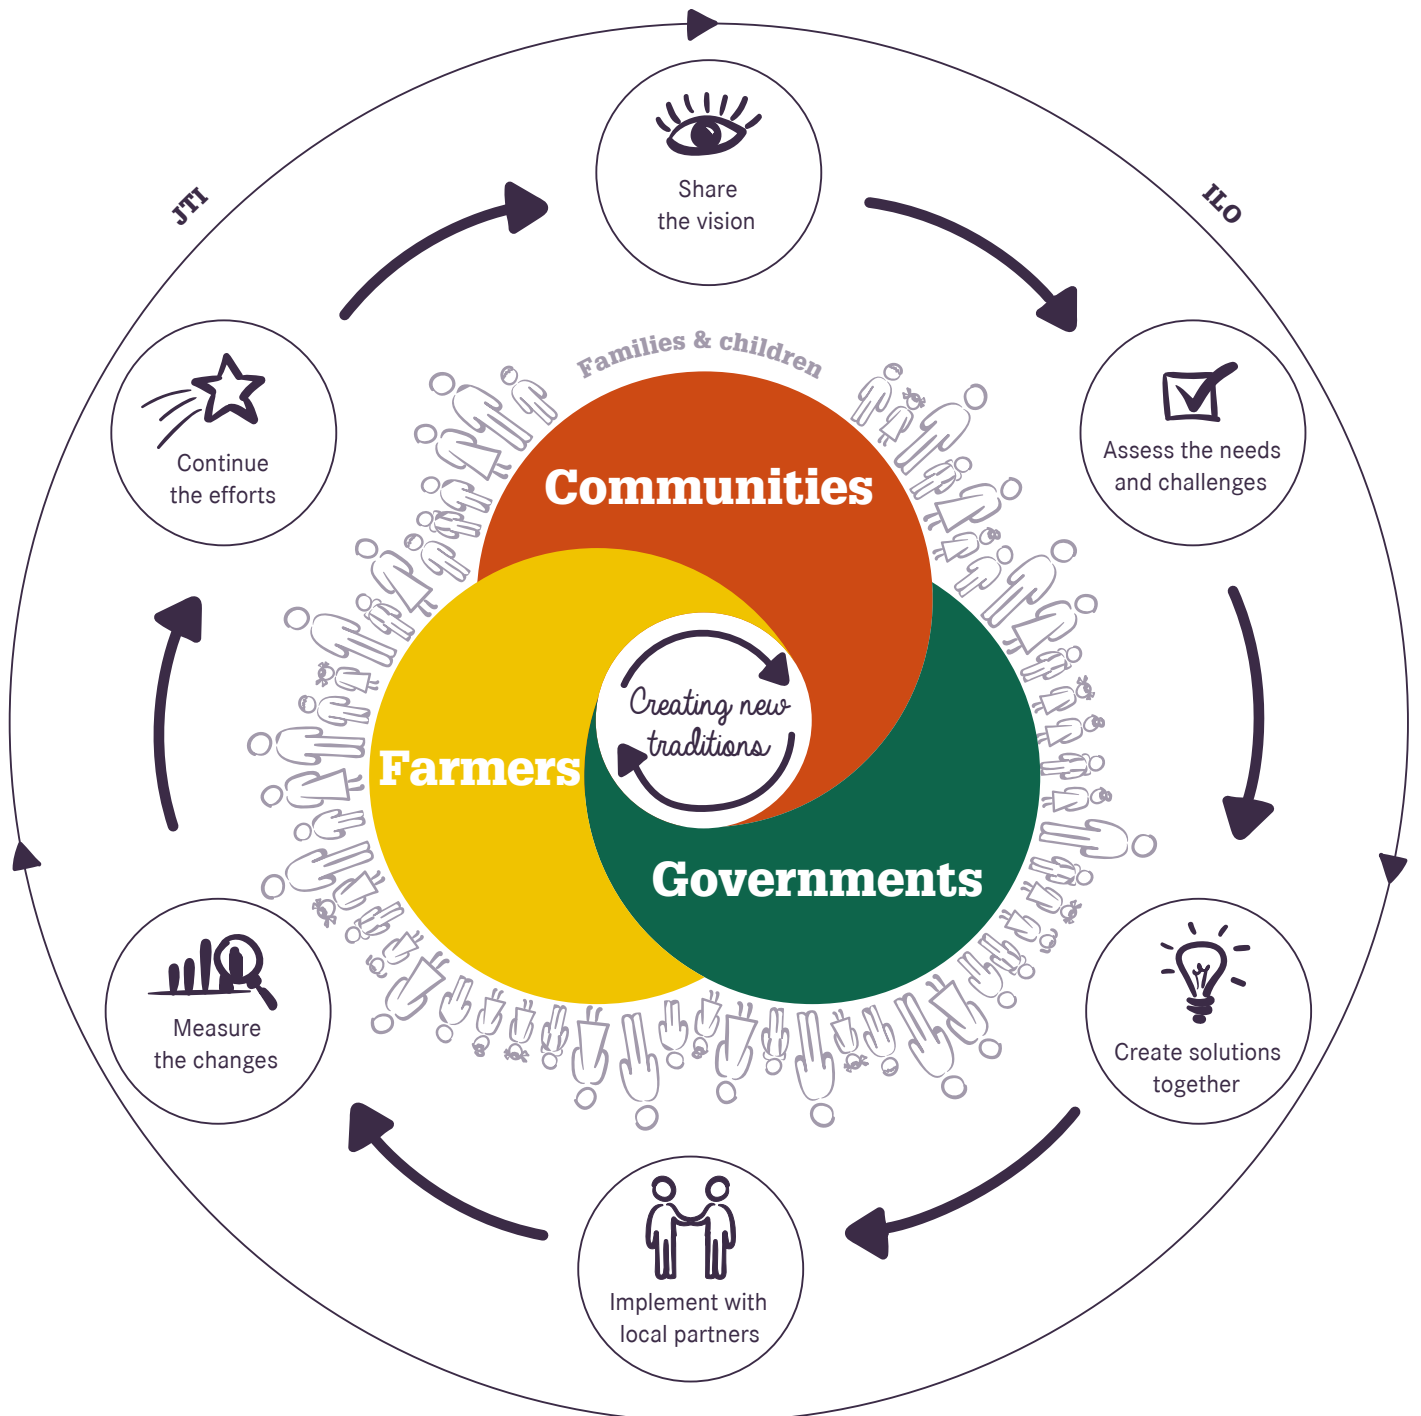 JTI
ILO
Share
the vision
Assess the needs
and challenges
Create solutions
together
Implement with
local partners
Measure
the changes
Continue
the efforts
Families & children
Communities
Farmers
Governments
Creating new
traditions